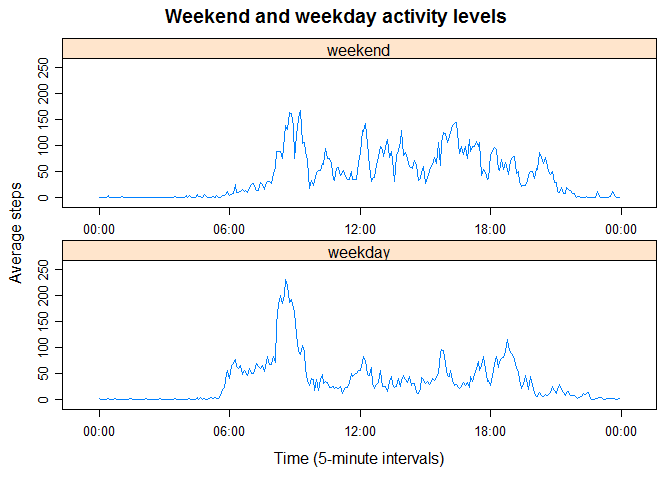 Weekend and weekday activity levels
weekend
0 50 100 150 200 250
00:00 06:00 12:00 18:00 00:00
Average steps
weekday
0 50 100 150 200 250
00:00 06:00 12:00 18:00 00:00
Time (5-minute intervals)